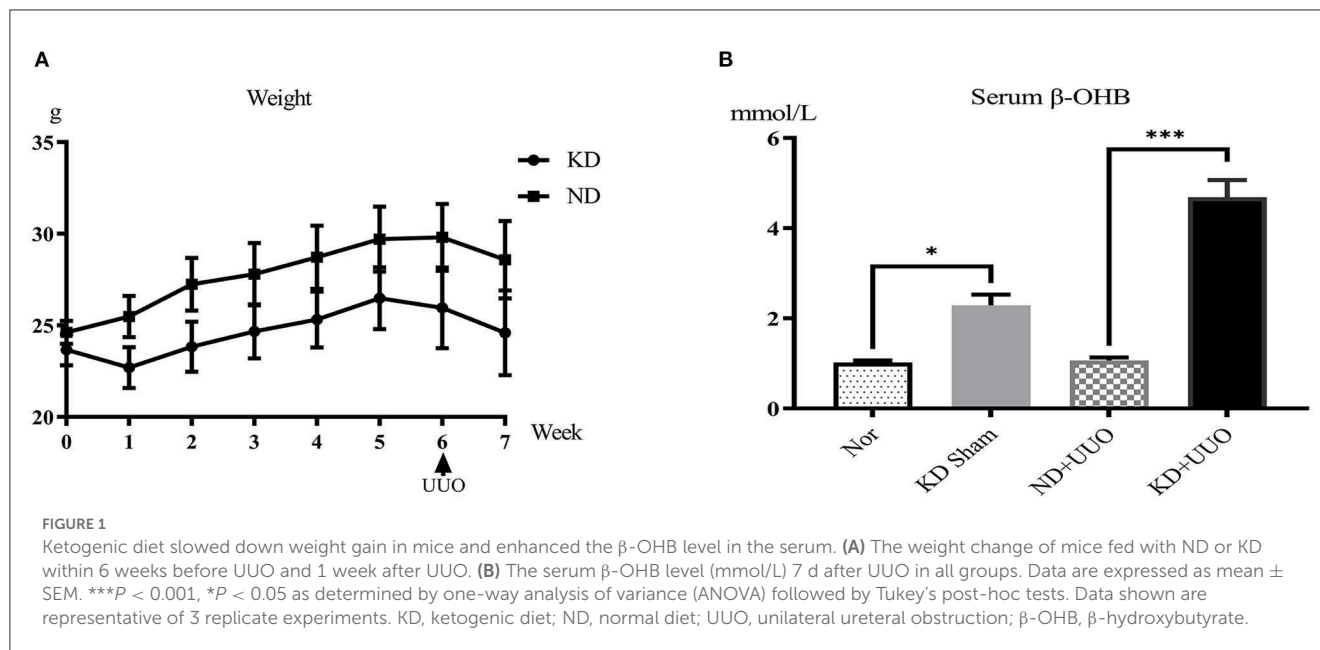 A
Weight
g
35
30
25
20
0 1 2 3 4 5 6 7 Week
UUO
KD
ND
B
Serum β-OHB
mmol/L
6
4
2
0
*
***
Nor
KD Sham
ND+UUO
KD+UUO
FIGURE 1
Ketogenic diet slowed down weight gain in mice and enhanced the β-OHB level in the serum. (A) The weight change of mice fed with ND or KD
within 6 weeks before UUO and 1 week after UUO. (B) The serum β-OHB level (mmol/L) 7 d after UUO in all groups. Data are expressed as mean ±
SEM. ***P < 0.001, *P < 0.05 as determined by one-way analysis of variance (ANOVA) followed by Tukey's post-hoc tests. Data shown are
representative of 3 replicate experiments. KD, ketogenic diet; ND, normal diet; UUO, unilateral ureteral obstruction; β-OHB, β-hydroxybutyrate.